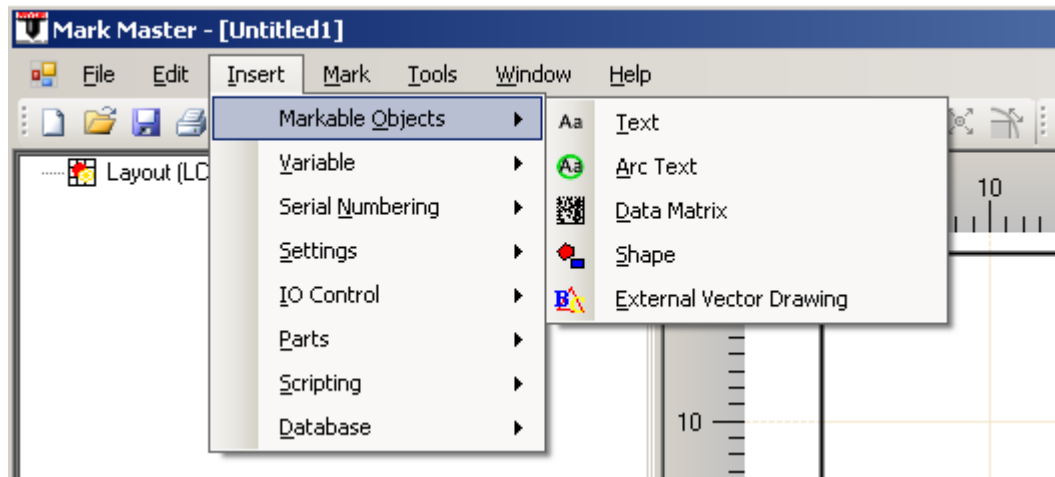 Mark Master - [Untitled1]
File Edit Insert Mark Tools Window Help
Markable Objects
Variable
Serial Numbering
Settings
IO Control
Parts
Scripting
Database
Aa Text
Aa Arc Text
Data Matrix
Shape
B External Vector Drawing
Layout (LC
10
10